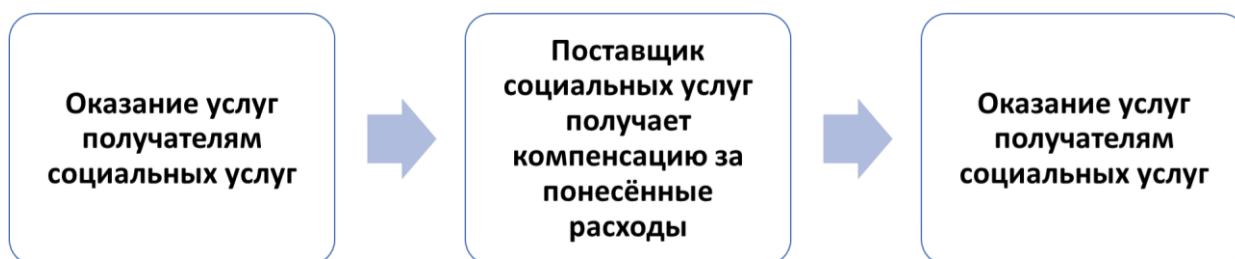 Оказание услуг
получателям
социальных услуг
Поставщик
социальных услуг
получает
компенсацию за
понесённые
расходы
Оказание услуг
получателям
социальных услуг